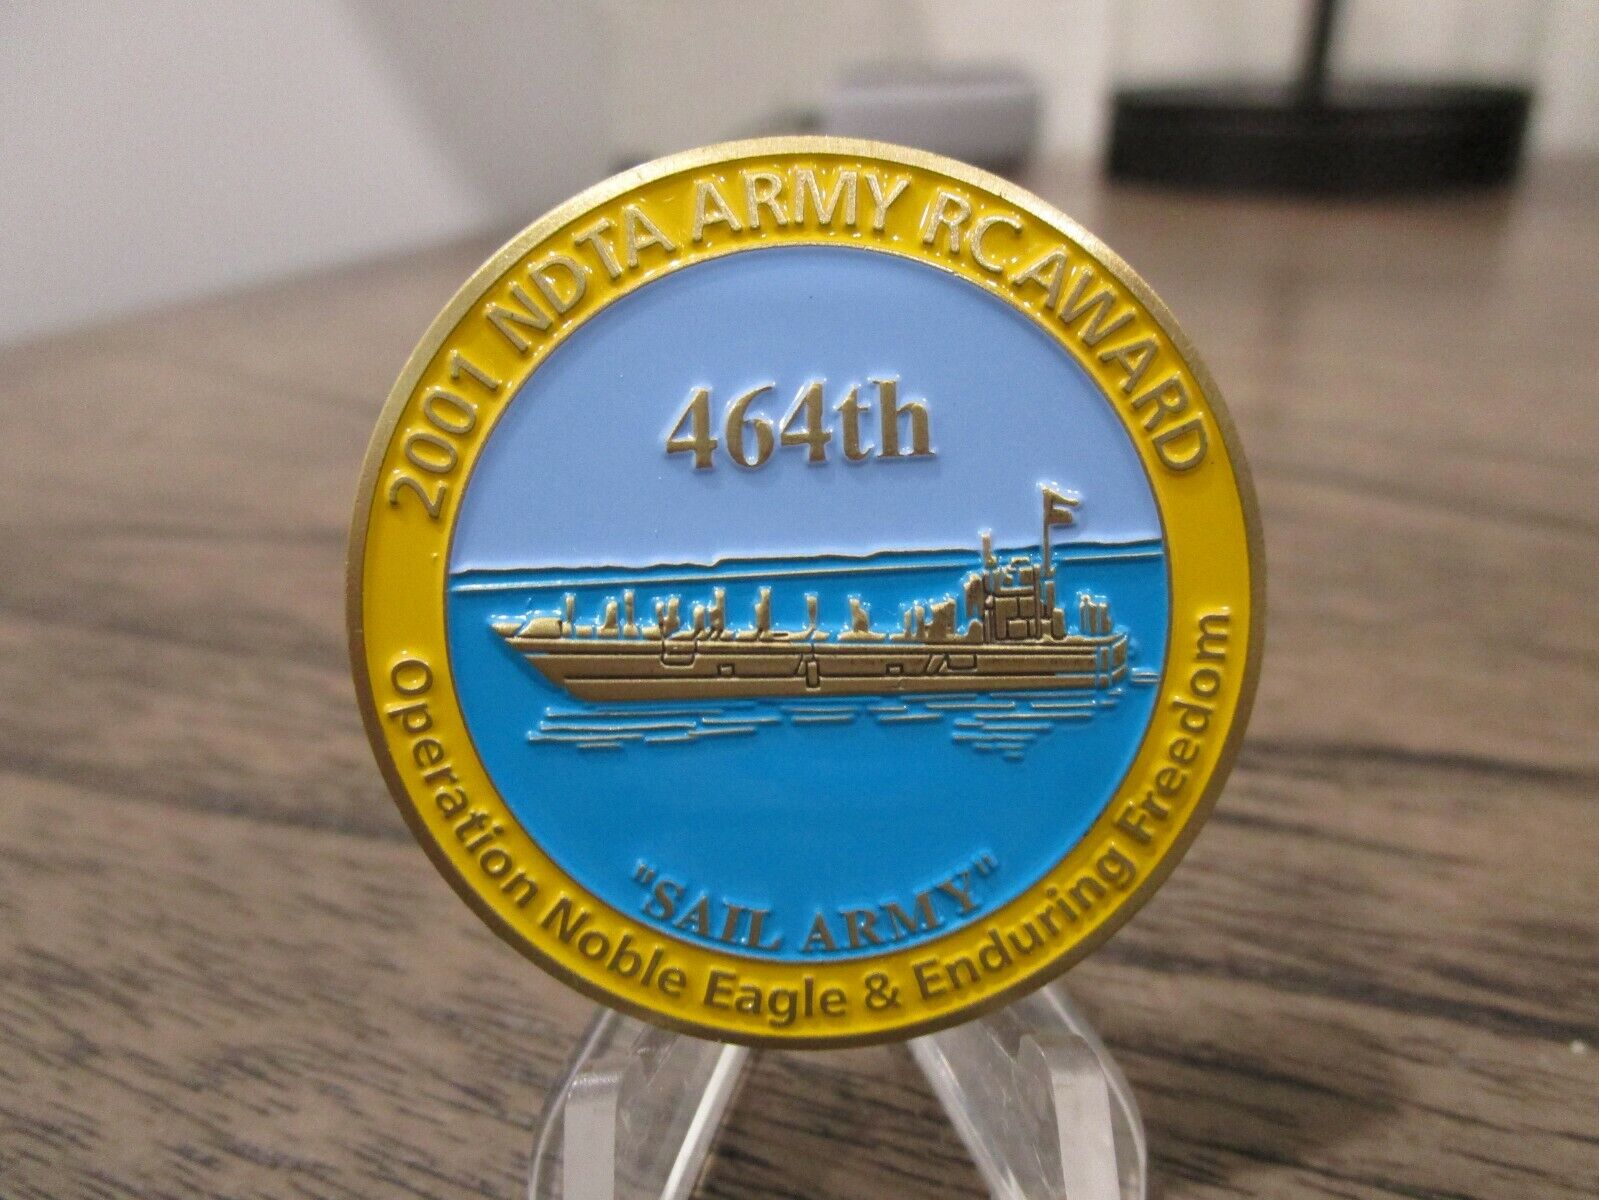 2001 NDTA ARMY RC AWARD
464th
"SAIL ARMY"
Operation Noble Eagle & Enduring Freedom